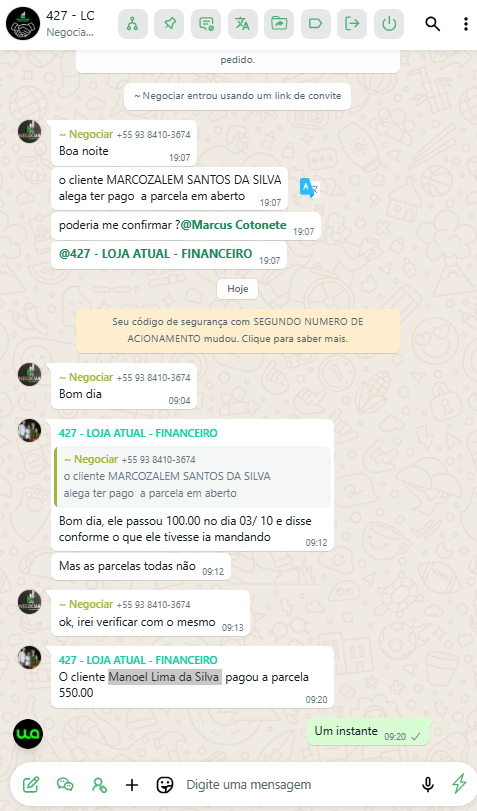 427 - LC
Negocia...
pedido.
~ Negociar entrou usando um link de convite
~ Negociar +55 93 8410-3674
Boa noite
19:07
o cliente MARCOZALEM SANTOS DA SILVA
alega ter pago a parcela em aberto
19:07
poderia me confirmar ?@Marcus Cotonete 19:07
@427 - LOJA ATUAL - FINANCEIRO 19:07
Hoje
Seu código de segurança com SEGUNDO NUMERO DE
ACIONAMENTO mudou. Clique para saber mais.
~ Negociar +55 93 8410-3674
Bom dia
09:04
427 - LOJA ATUAL - FINANCEIRO
~ Negociar +55 93 8410-3674
o cliente MARCOZALEM SANTOS DA SILVA
alega ter pago a parcela em aberto
Bom dia, ele passou 100.00 no dia 03/ 10 e disse
conforme o que ele tivesse ia mandando
09:12
Mas as parcelas todas não 09:12
~ Negociar +55 93 8410-3674
ok, irei verificar com o mesmo 09:13
427 - LOJA ATUAL - FINANCEIRO
O cliente Manoel Lima da Silva pagou a parcela
550.00
09:20
Um instante 09:20
Digite uma mensagem